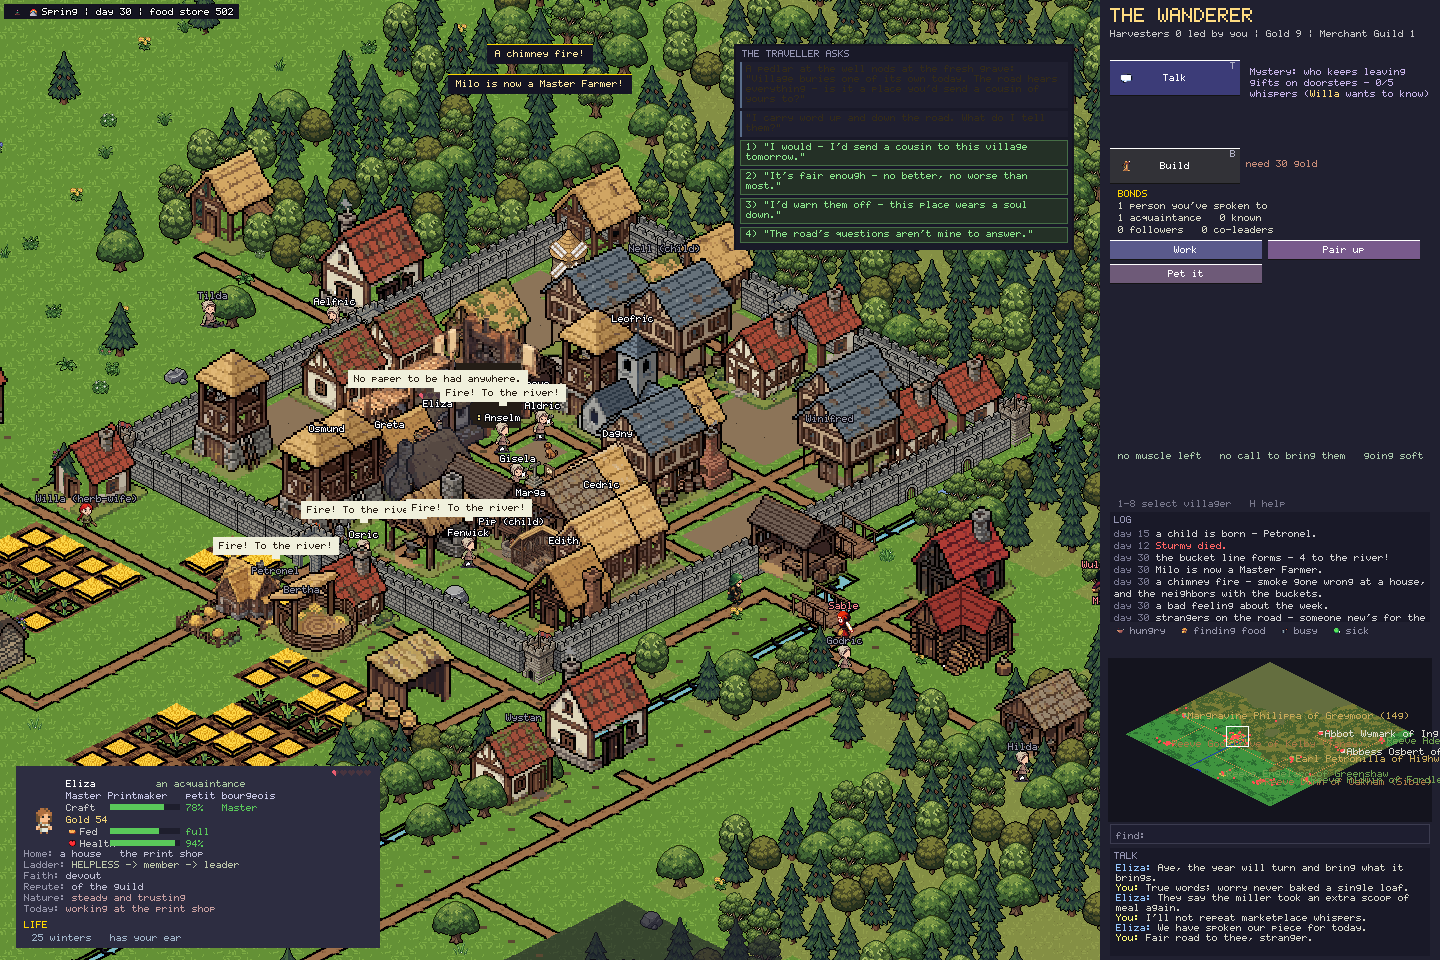 Spring | day 30 | food store 502
A chimney fire!
Milo is now a Master Farmer!
THE TRAVELLER ASKS
1) "I would - I'd send a cousin to this village
tomorrow."
2) "It's fair enough - no better, no worse than
most."
3) "I'd warn them off - this place wears a soul
down."
4) "The road's questions aren't mine to answer."
Nell (child)
Tilda
Aelfric
Leofric
No paper to be had anywhere.
Fire! To the river!
Eliza
Aldric
Anselm
Greta
Osmund
Dagny
Winifred
Gisela
Cedric
Marga
Willa (herb-wife)
Fire! To the rive
Fire! To the river!
Pip (child)
Osric
Fenwick
Edith
Fire! To the river!
Petronel
Bertha
Sable
Godric
Wystan
Hilda
Eliza an acquaintance
Master Printmaker petit bourgeois
Craft 78% Master
Gold 54
Fed full
Health 94%
Home: a house the print shop
Ladder: HELPLESS -> member -> leader
Faith: devout
Repute: of the guild
Nature: steady and trusting
Today: working at the print shop
LIFE
25 winters has your ear
THE WANDERER
Harvesters 0 led by you | Gold 9 | Merchant Guild 1
Talk T
Mystery: who keeps leaving
gifts on doorsteps - 0/5
whispers (Willa wants to know)
Build B
need 30 gold
BONDS
1 person you've spoken to
1 acquaintance 0 known
0 followers 0 co-leaders
Work Pair up
Pet it
no muscle left no call to bring them going soft
1-8 select villager H help
LOG
day 15 a child is born - Petronel.
day 12 Sturmy died.
day 30 the bucket line forms - 4 to the river!
day 30 Milo is now a Master Farmer.
day 30 a chimney fire - smoke gone wrong at a house,
and the neighbors with the buckets.
day 30 a bad feeling about the week.
day 30 strangers on the road - someone new's for the
hungry finding food busy sick
Margravine Philippa of Greymoor (149)
Abbot Wymark of Ing
Abbess Osbert of
Earl Petronilla of Highw
find:
TALK
Eliza: Aye, the year will turn and bring what it
brings.
You: True words; worry never baked a single loaf.
Eliza: They say the miller took an extra scoop of
meal again.
You: I'll not repeat marketplace whispers.
Eliza: We have spoken our piece for today.
You: Fair road to thee, stranger.